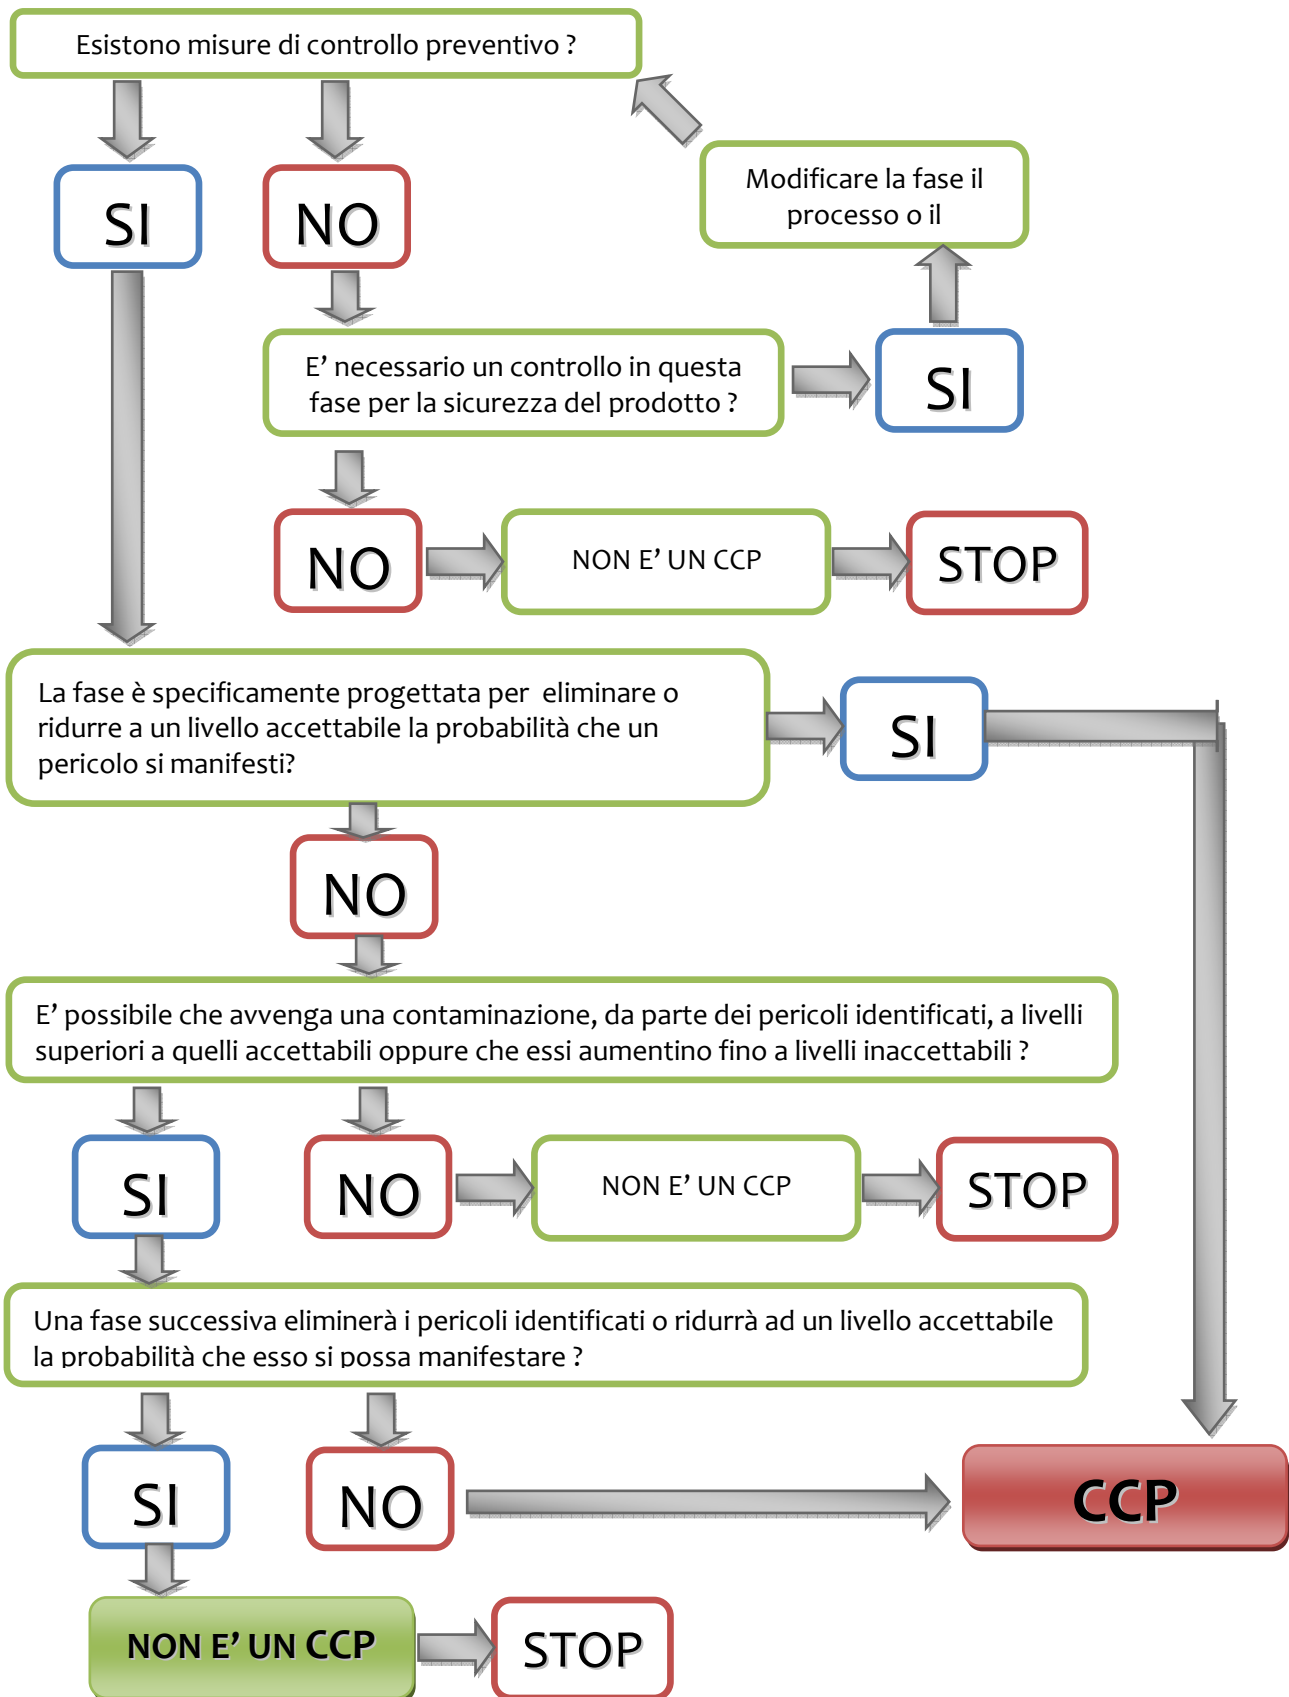 Esistono misure di controllo preventivo ?
Modificare la fase il
processo o il
SI
NO
E’ necessario un controllo in questa
fase per la sicurezza del prodotto ?
SI
NO
NON E’ UN CCP
STOP
La fase è specificamente progettata per eliminare o
ridurre a un livello accettabile la probabilità che un
pericolo si manifesti?
SI
NO
E’ possibile che avvenga una contaminazione, da parte dei pericoli identificati, a livelli
superiori a quelli accettabili oppure che essi aumentino fino a livelli inaccettabili ?
SI
NO
NON E’ UN CCP
STOP
Una fase successiva eliminerà i pericoli identificati o ridurrà ad un livello accettabile
la probabilità che esso si possa manifestare ?
SI
NO
CCP
NON E’ UN CCP
STOP